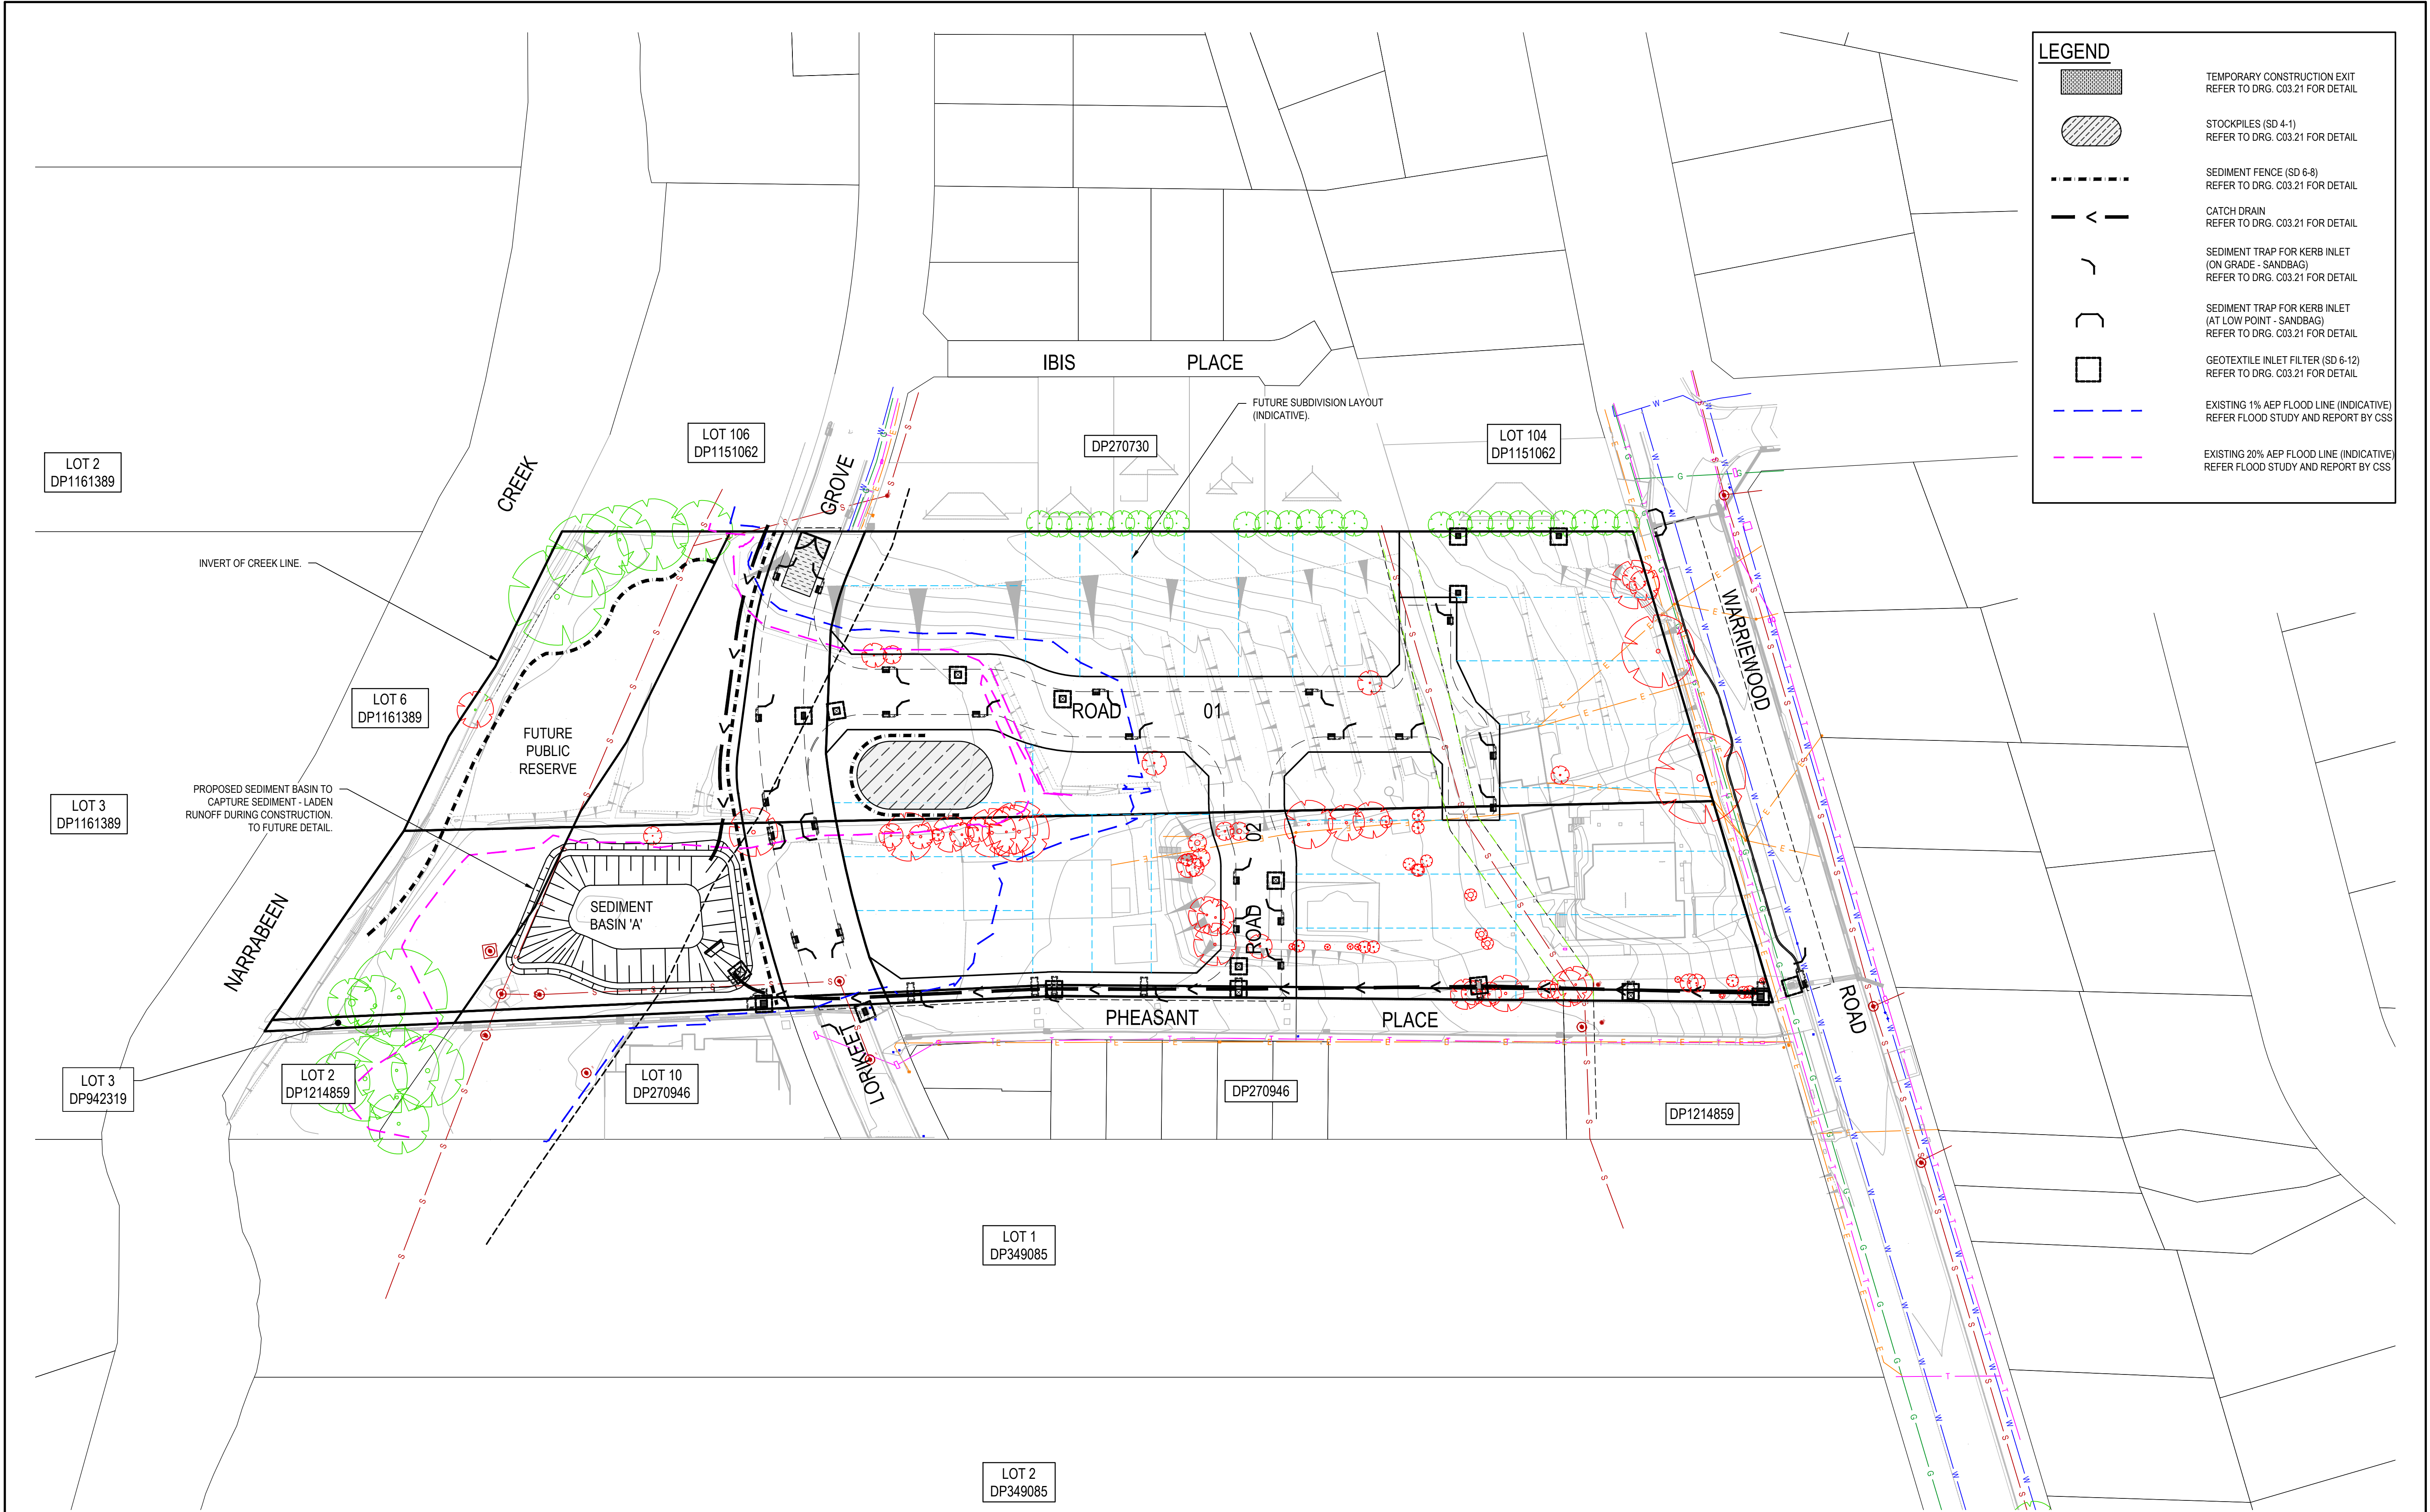 LEGEND
TEMPORARY CONSTRUCTION EXIT
REFER TO DRG. C03.21 FOR DETAIL
STOCKPILES (SD 4-1)
REFER TO DRG. C03.21 FOR DETAIL
SEDIMENT FENCE (SD 6-8)
REFER TO DRG. C03.21 FOR DETAIL
CATCH DRAIN
REFER TO DRG. C03.21 FOR DETAIL
SEDIMENT TRAP FOR KERB INLET
(ON GRADE - SANDBAG)
REFER TO DRG. C03.21 FOR DETAIL
SEDIMENT TRAP FOR KERB INLET
(AT LOW POINT - SANDBAG)
REFER TO DRG. C03.21 FOR DETAIL
GEOTEXTILE INLET FILTER (SD 6-12)
REFER TO DRG. C03.21 FOR DETAIL
EXISTING 1% AEP FLOOD LINE (INDICATIVE)
REFER FLOOD STUDY AND REPORT BY CSS
EXISTING 20% AEP FLOOD LINE (INDICATIVE)
REFER FLOOD STUDY AND REPORT BY CSS
IBIS PLACE
FUTURE SUBDIVISION LAYOUT
(INDICATIVE).
LOT 106
DP1151062
DP270730
LOT 104
DP1151062
LOT 2
DP1161389
CREEK
GROVE
INVERT OF CREEK LINE.
WARRIEWOOD
LOT 6
DP1161389
ROAD 01
FUTURE
PUBLIC
RESERVE
PROPOSED SEDIMENT BASIN TO
CAPTURE SEDIMENT - LADEN
RUNOFF DURING CONSTRUCTION.
TO FUTURE DETAIL.
LOT 3
DP1161389
ROAD 02
SEDIMENT
BASIN 'A'
NARRABEEN
PHEASANT PLACE
ROAD
LORIKEET
LOT 3
DP942319
LOT 2
DP1214859
LOT 10
DP270946
DP270946
DP1214859
LOT 1
DP349085
LOT 2
DP349085